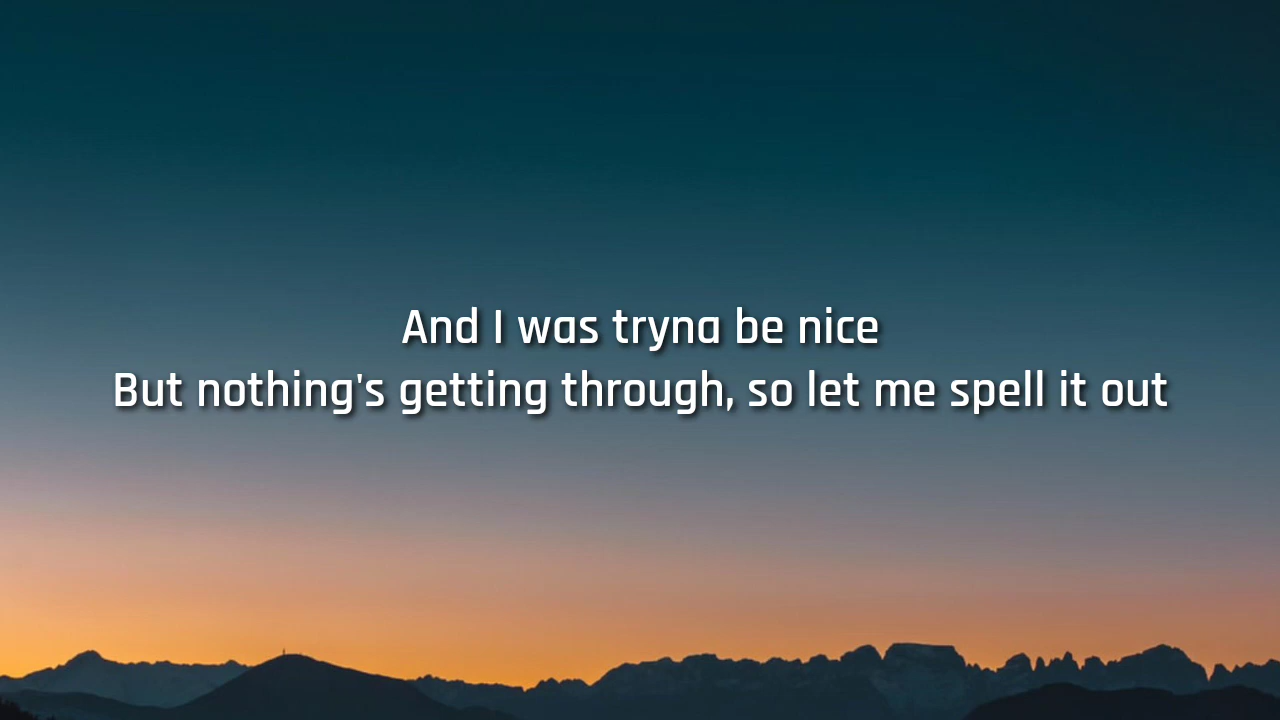 And I was tryna be nice
But nothing's getting through, so let me spell it out